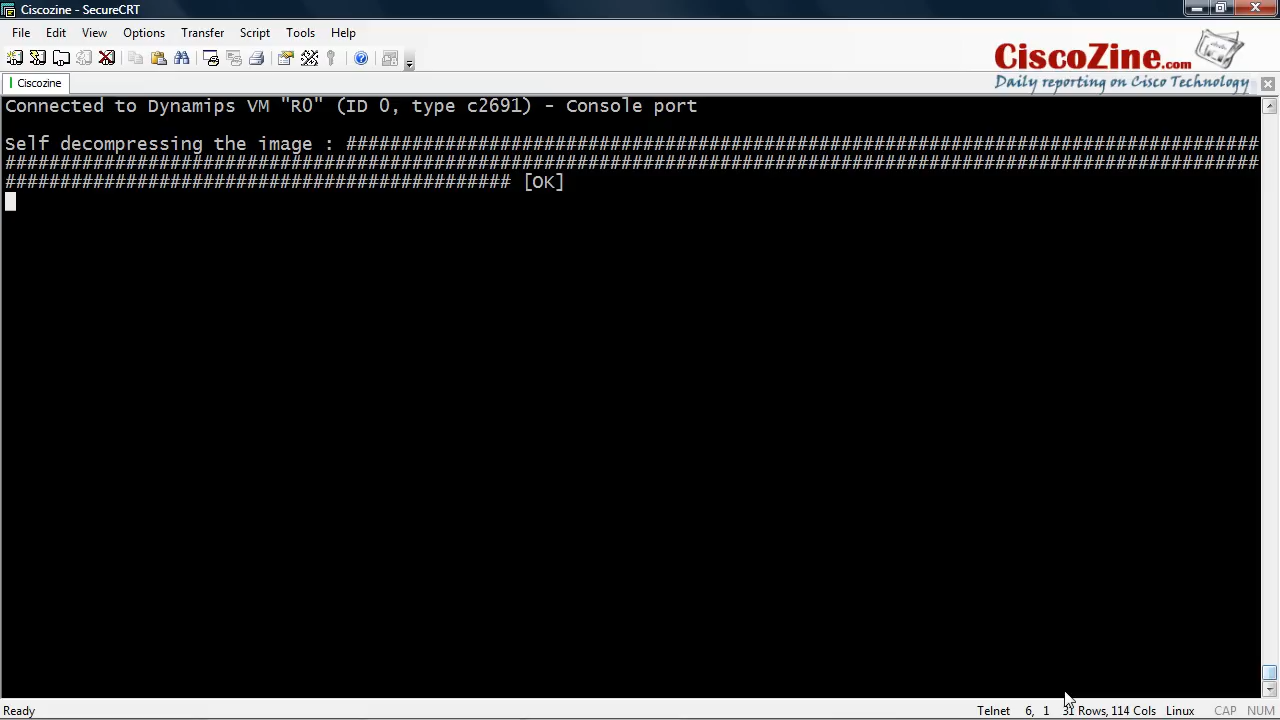 Ciscozine - SecureCRT
File Edit View Options Transfer Script Tools Help
CiscoZine.com
Daily reporting on Cisco Technology
Ciscozine
Connected to Dynamips VM "R0" (ID 0, type c2691) - Console port
Self decompressing the image : ###################################################################################
##################################################################################################################
############################################## [OK]
Ready Telnet 6, 1 31 Rows, 114 Cols Linux CAP NUM